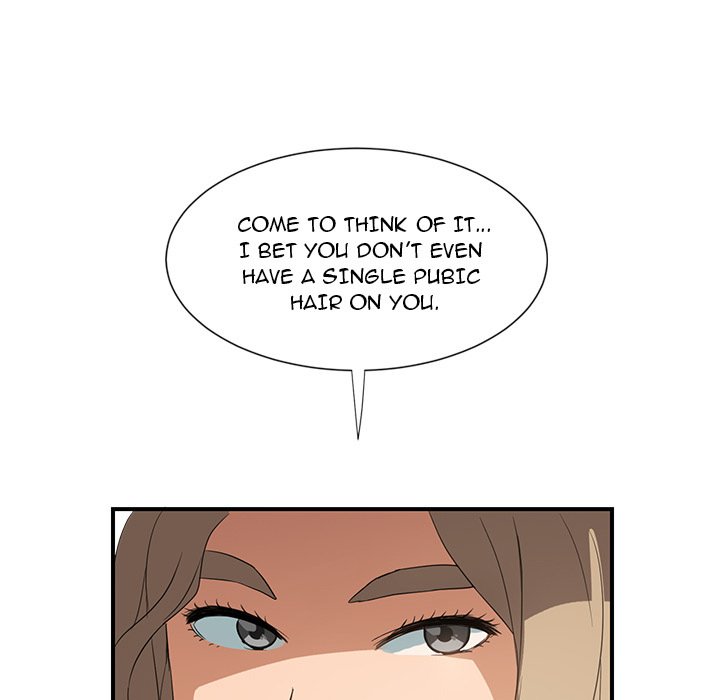 COME TO THINK OF IT...
I BET YOU DON'T EVEN
HAVE A SINGLE PUBIC
HAIR ON YOU.